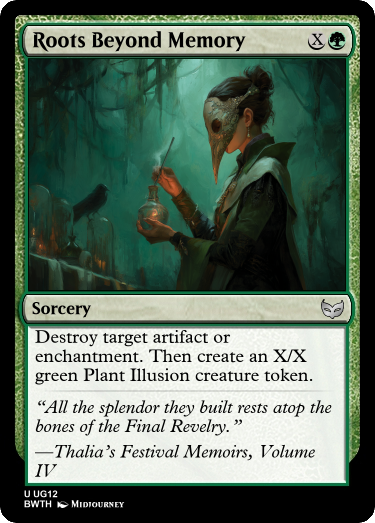 Roots Beyond Memory X
Sorcery
Destroy target artifact or
enchantment. Then create an X/X
green Plant Illusion creature token.
“All the splendor they built rests atop the
bones of the Final Revelry.”
—Thalia’s Festival Memoirs, Volume
IV
U UG12
BWTH Midjourney